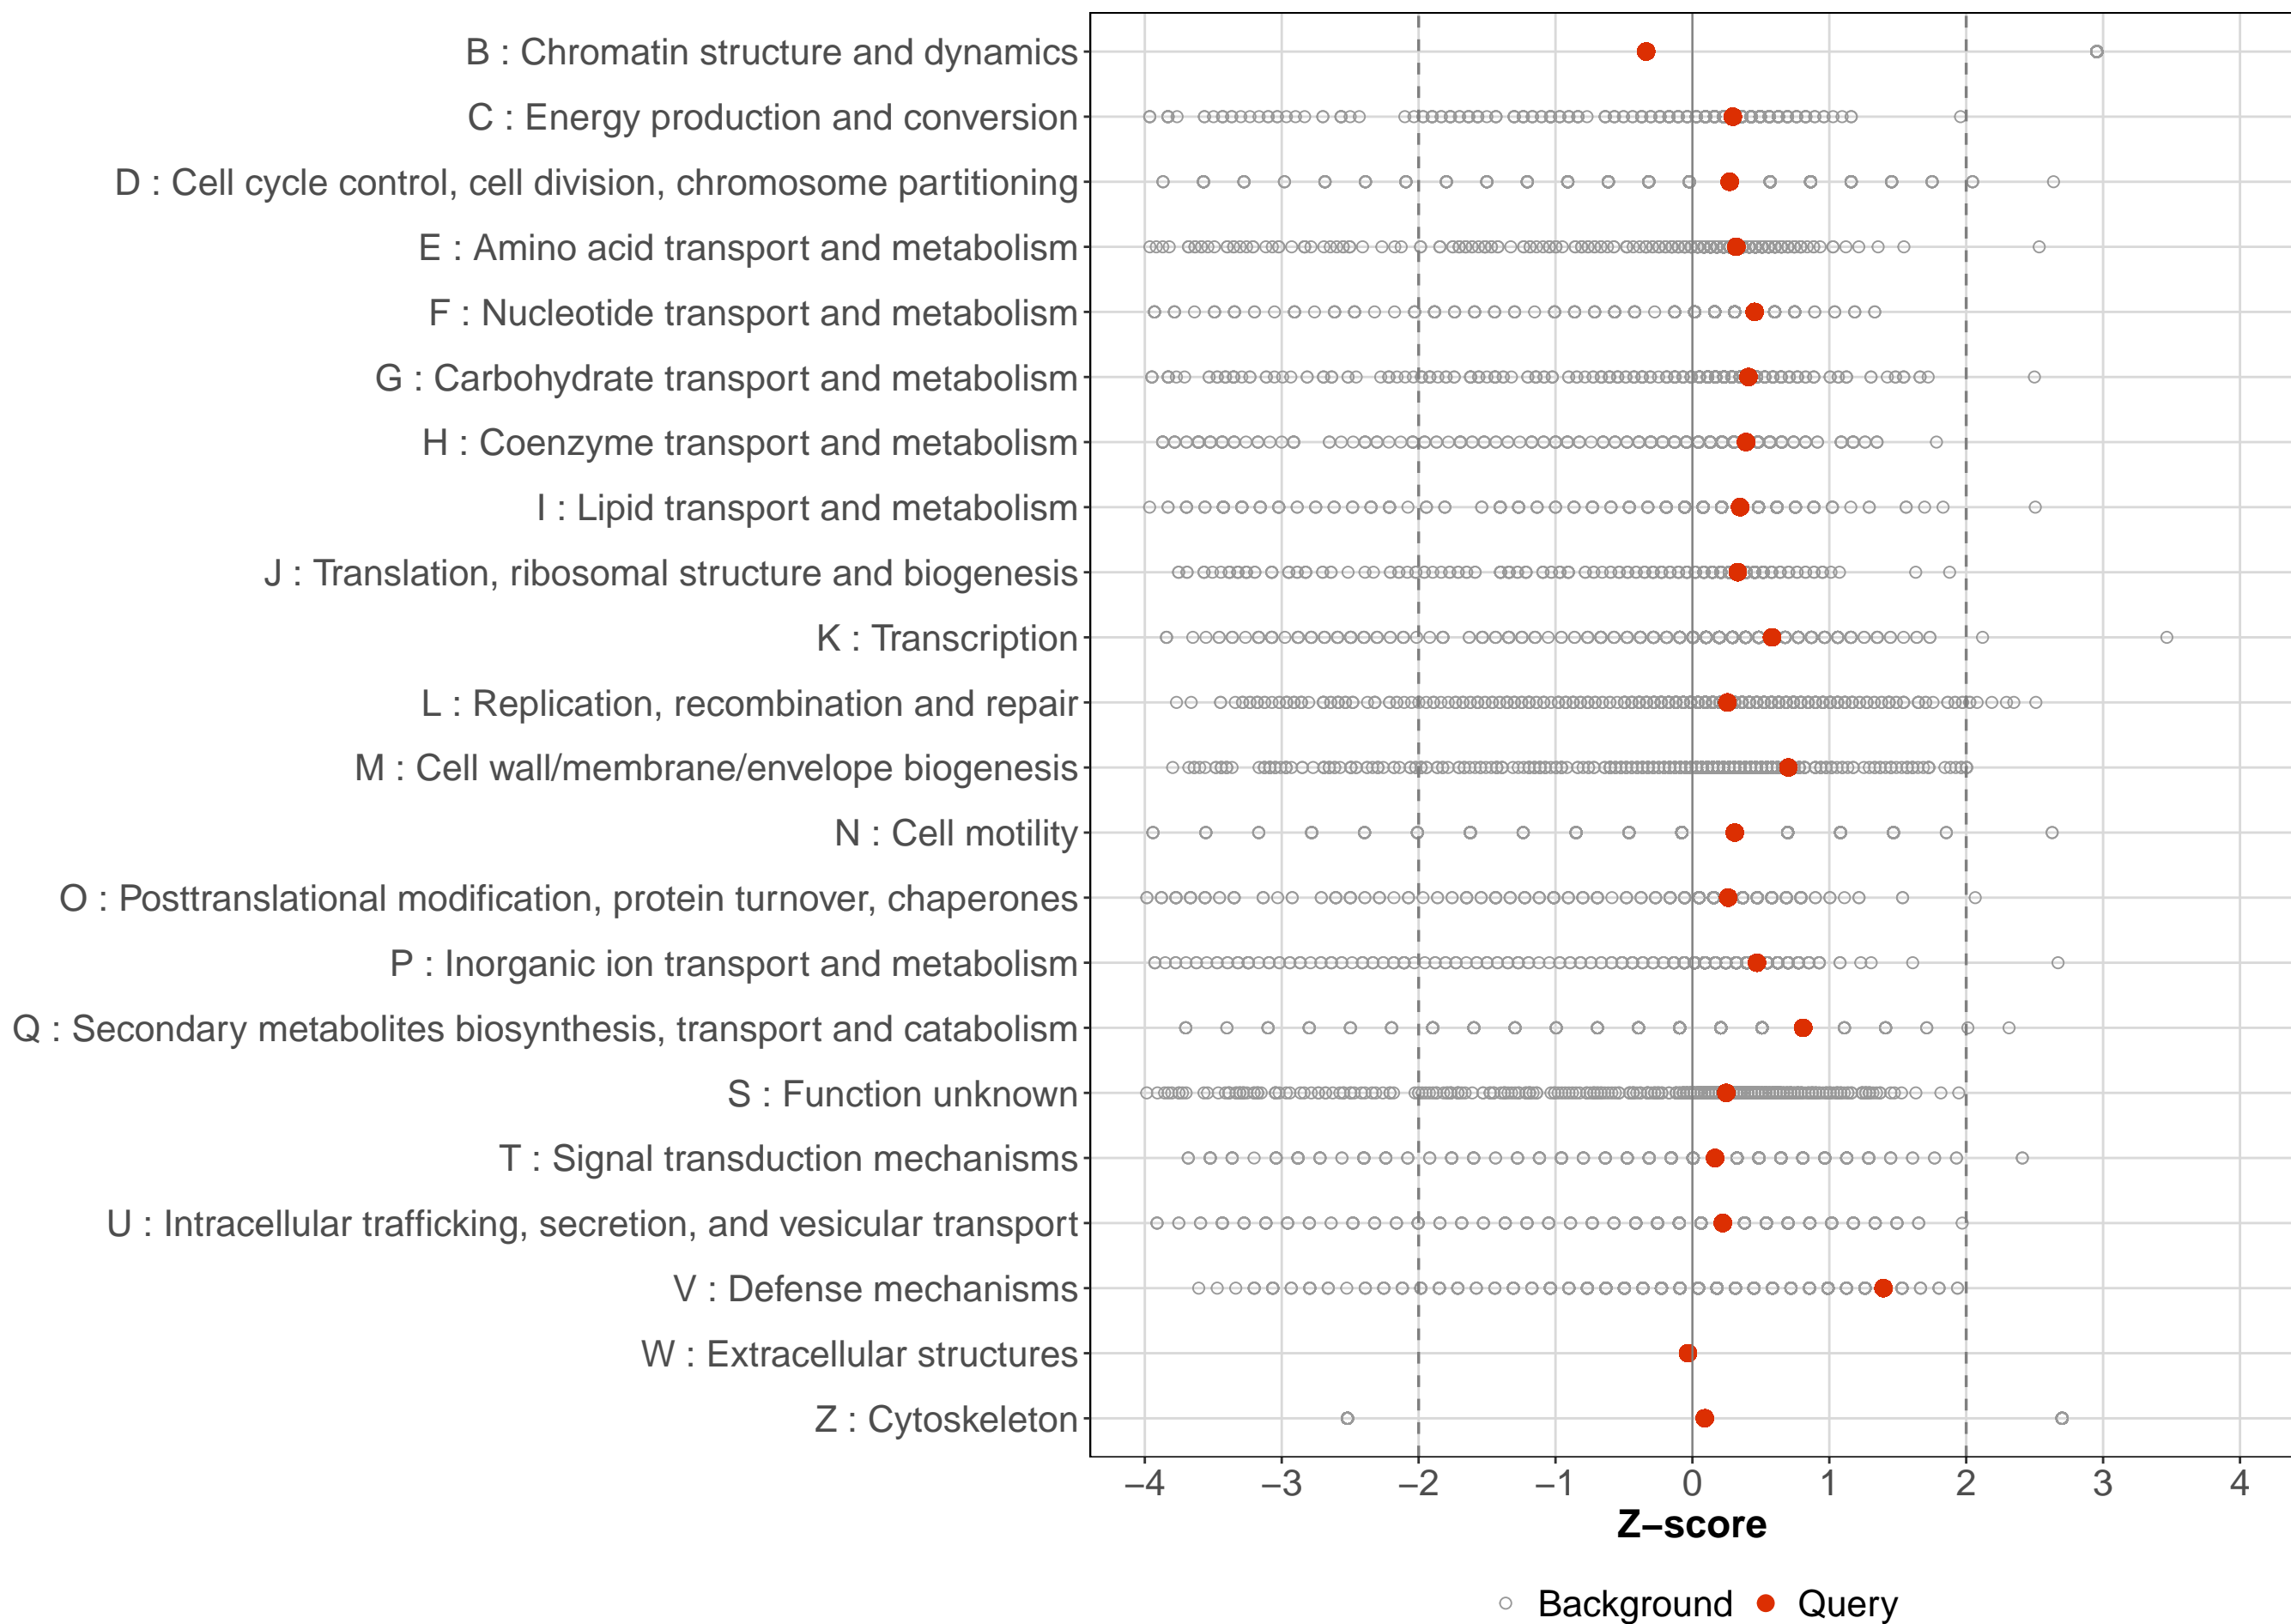 B : Chromatin structure and dynamics
C : Energy production and conversion
D : Cell cycle control, cell division, chromosome partitioning
E : Amino acid transport and metabolism
F : Nucleotide transport and metabolism
G : Carbohydrate transport and metabolism
H : Coenzyme transport and metabolism
I : Lipid transport and metabolism
J : Translation, ribosomal structure and biogenesis
K : Transcription
L : Replication, recombination and repair
M : Cell wall/membrane/envelope biogenesis
N : Cell motility
O : Posttranslational modification, protein turnover, chaperones
P : Inorganic ion transport and metabolism
Q : Secondary metabolites biosynthesis, transport and catabolism
S : Function unknown
T : Signal transduction mechanisms
U : Intracellular trafficking, secretion, and vesicular transport
V : Defense mechanisms
W : Extracellular structures
Z : Cytoskeleton
−4 −3 −2 −1 0 1 2 3 4
Z−score
Background Query